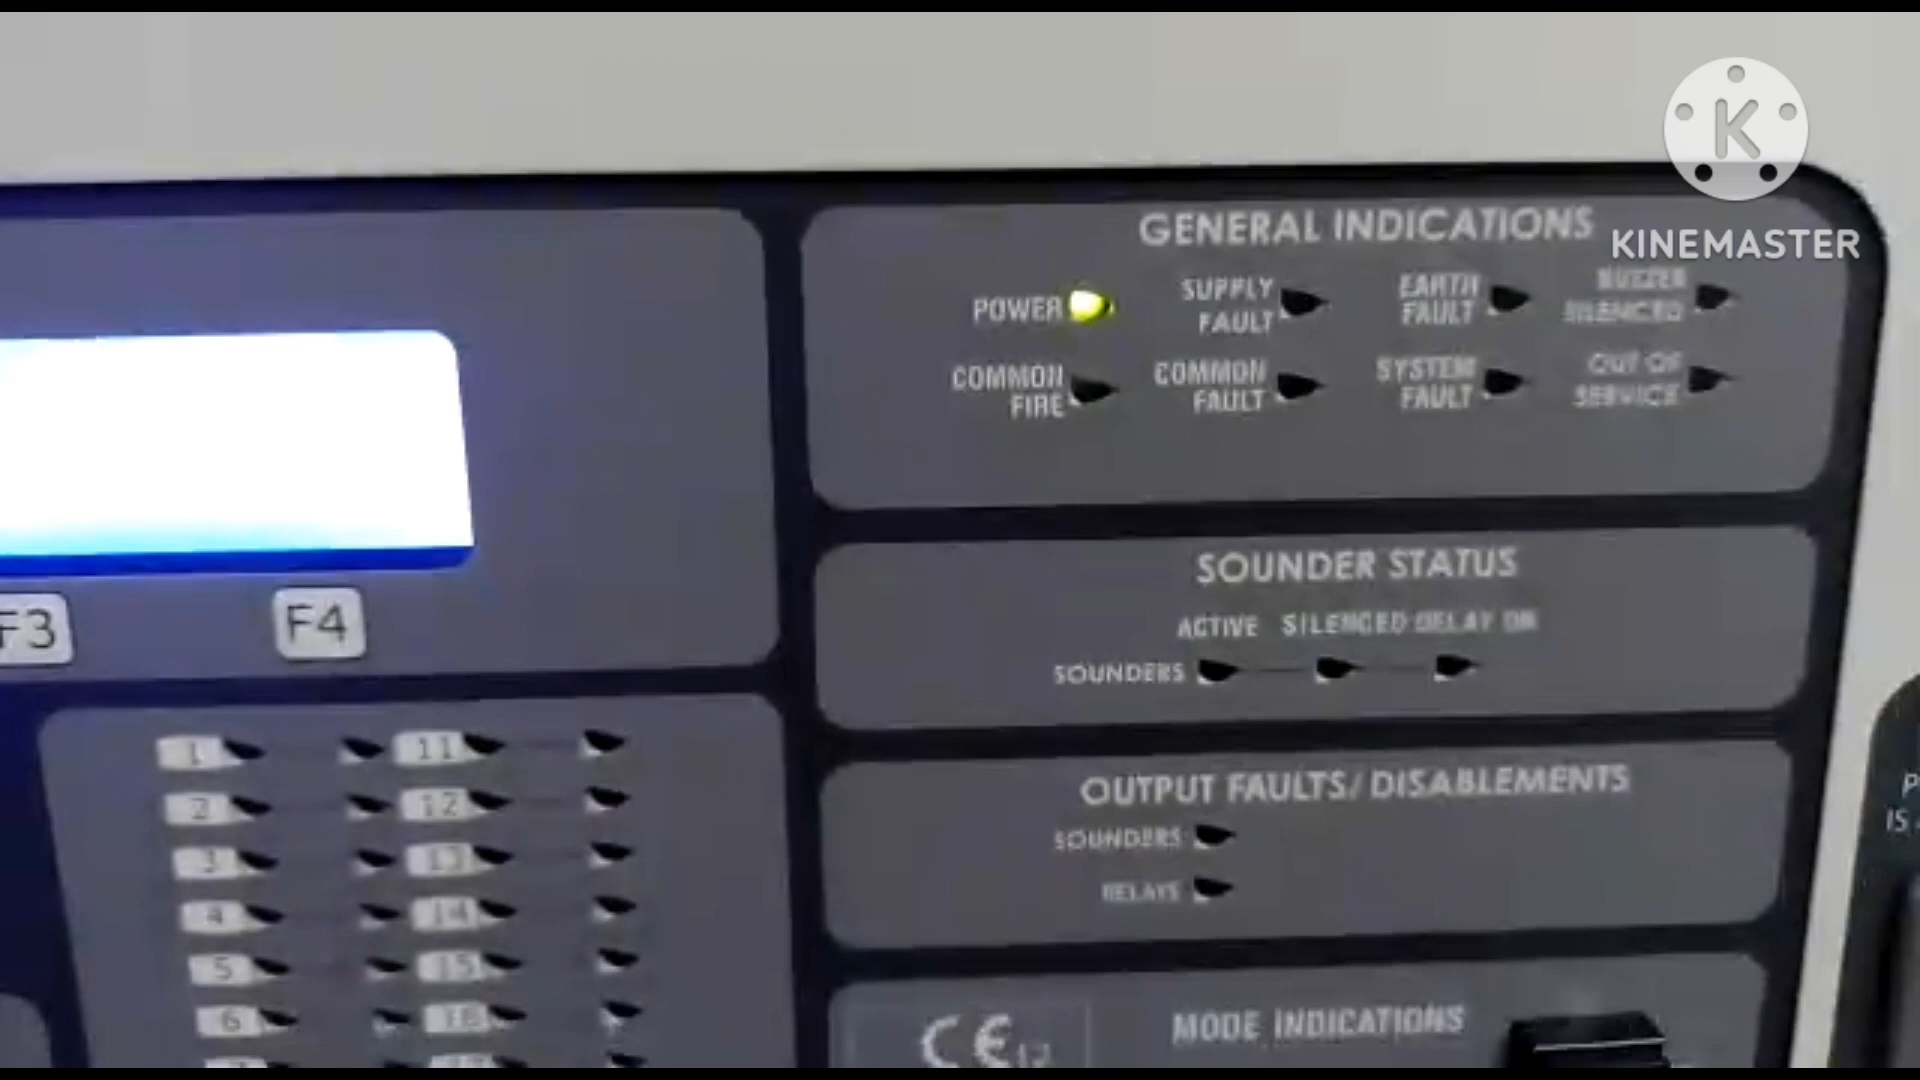 K
KINEMASTER
GENERAL INDICATIONS
POWER
SUPPLY
FAULT
EARTH
FAULT
BUZZER
SILENCED
COMMON
FIRE
COMMON
FAULT
SYSTEM
FAULT
OUT OF
SERVICE
F3
F4
SOUNDER STATUS
ACTIVE SILENCED DELAY ON
SOUNDERS
1
11
2
12
3
13
4
14
5
15
6
16
17
OUTPUT FAULTS/DISABLEMENTS
SOUNDERS
RELAYS
CE
MODE INDICATIONS
IS